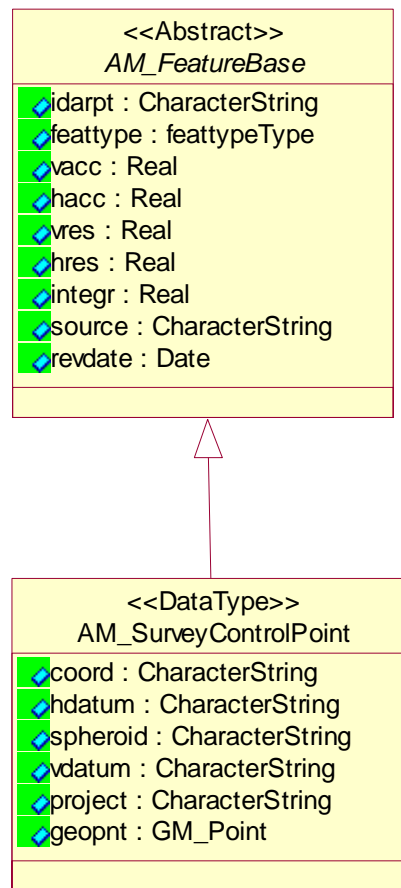 <<Abstract>>
AM_FeatureBase
idarpt : CharacterString
feattype : feattypeType
vacc : Real
hacc : Real
vres : Real
hres : Real
integr : Real
source : CharacterString
revdate : Date
<<DataType>>
AM_SurveyControlPoint
coord : CharacterString
hdatum : CharacterString
spheroid : CharacterString
vdatum : CharacterString
project : CharacterString
geopnt : GM_Point